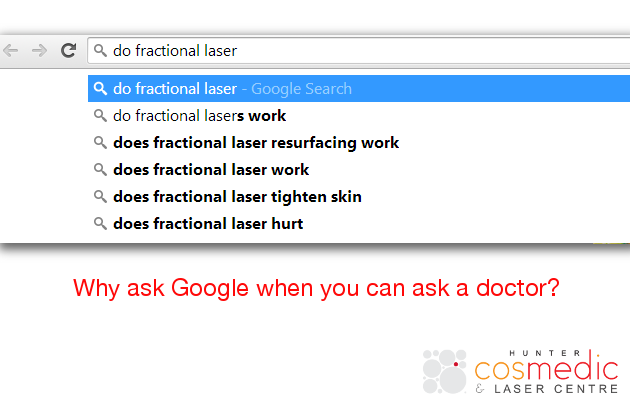 do fractional laser
do fractional laser - Google Search
do fractional lasers work
does fractional laser resurfacing work
does fractional laser work
does fractional laser tighten skin
does fractional laser hurt
Why ask Google when you can ask a doctor?
HUNTER
cosmedic
& LASER CENTRE